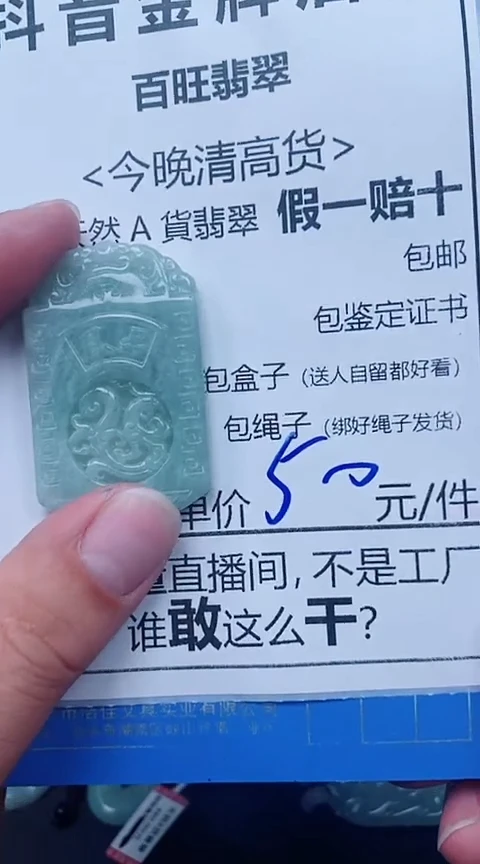 抖音金牌
百旺翡翠
<今晚清高货>
天然A貨翡翠 假一赔十
包邮
包鉴定证书
包盒子（送人自留都好看）
包绳子（绑好绳子发货）
单价50元/件
直播间，不是工厂
谁敢这么干？